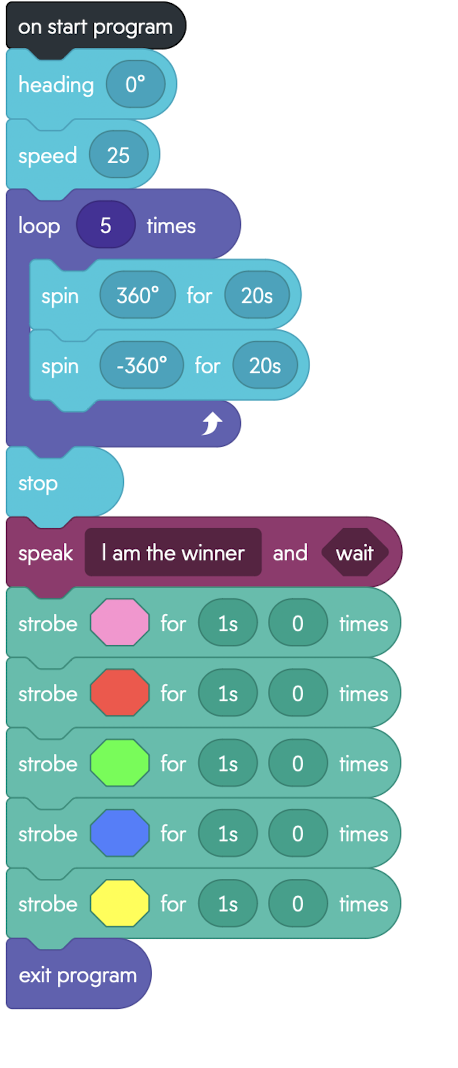 on start program
heading 0°
speed 25
loop 5 times
spin 360° for 20s
spin -360° for 20s
stop
speak I am the winner and wait
strobe for 1s 0 times
strobe for 1s 0 times
strobe for 1s 0 times
strobe for 1s 0 times
strobe for 1s 0 times
exit program